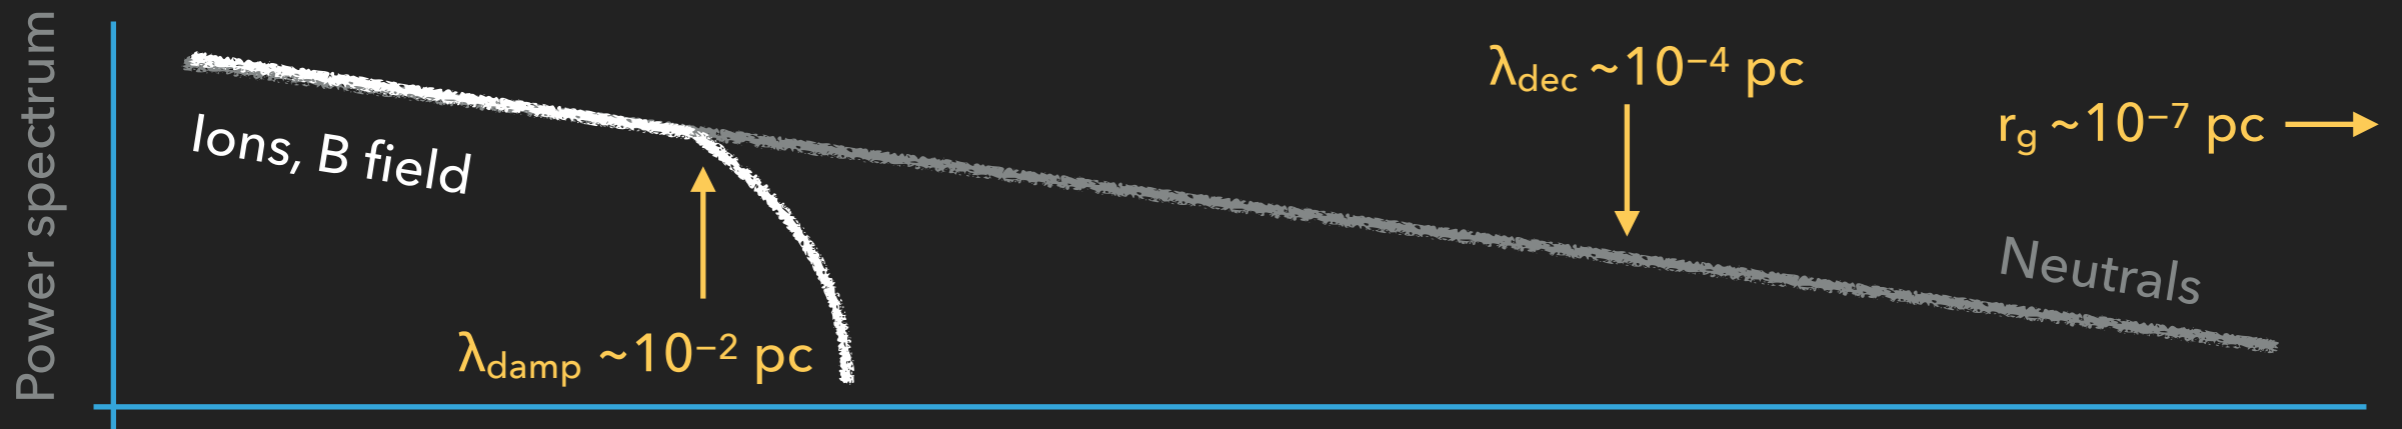 Power spectrum
Ions, B field
λdamp ~10−2 pc
λdec ~10−4 pc
rg ~10−7 pc
Neutrals